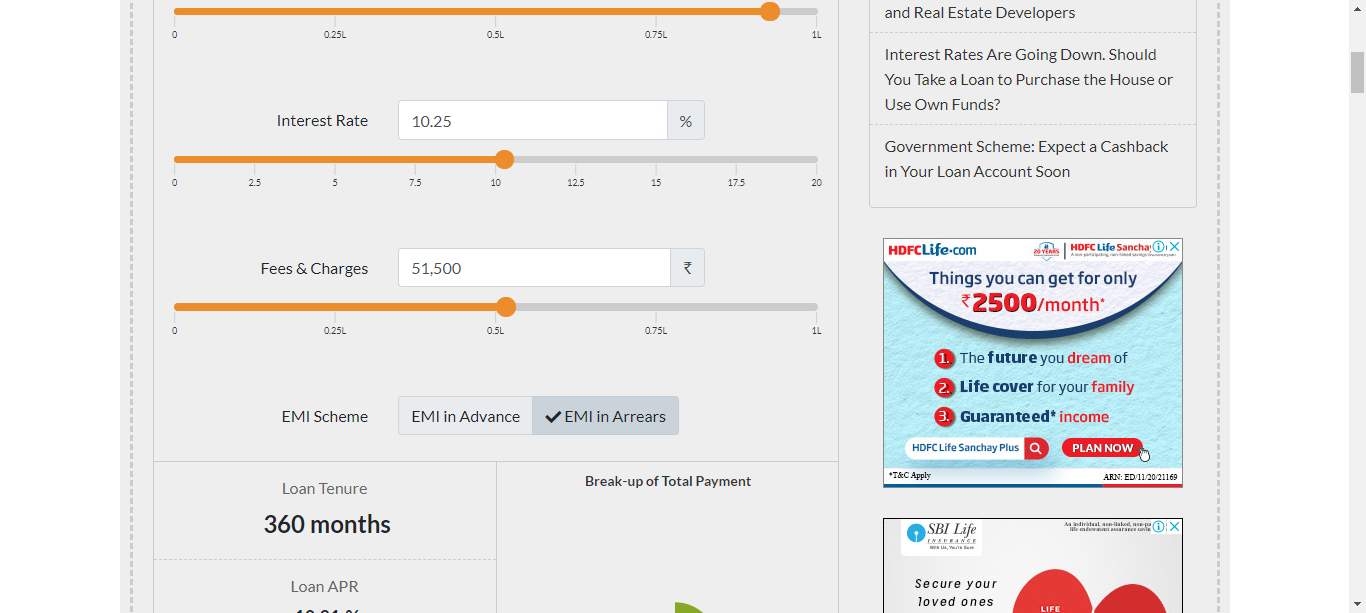 0 0.25L 0.5L 0.75L 1L
Interest Rate 10.25 %
0 2.5 5 7.5 10 12.5 15 17.5 20
Fees & Charges 51,500 ₹
0 0.25L 0.5L 0.75L 1L
EMI Scheme EMI in Advance EMI in Arrears
Loan Tenure
360 months
Loan APR
Break-up of Total Payment
and Real Estate Developers
Interest Rates Are Going Down. Should
You Take a Loan to Purchase the House or
Use Own Funds?
Government Scheme: Expect a Cashback
in Your Loan Account Soon
HDFCLife.com
20 YEARS
HDFC Life Sanchay
Things you can get for only
₹2500/month*
1. The future you dream of
2. Life cover for your family
3. Guaranteed* income
HDFC Life Sanchay Plus
PLAN NOW
*T&C Apply ARN: ED/11/20/21169
SBI Life
INSURANCE
With Us, You're Sure
An individual, non-linked, non-pa
life endowment assurance savin
Secure your
loved ones
LIFE